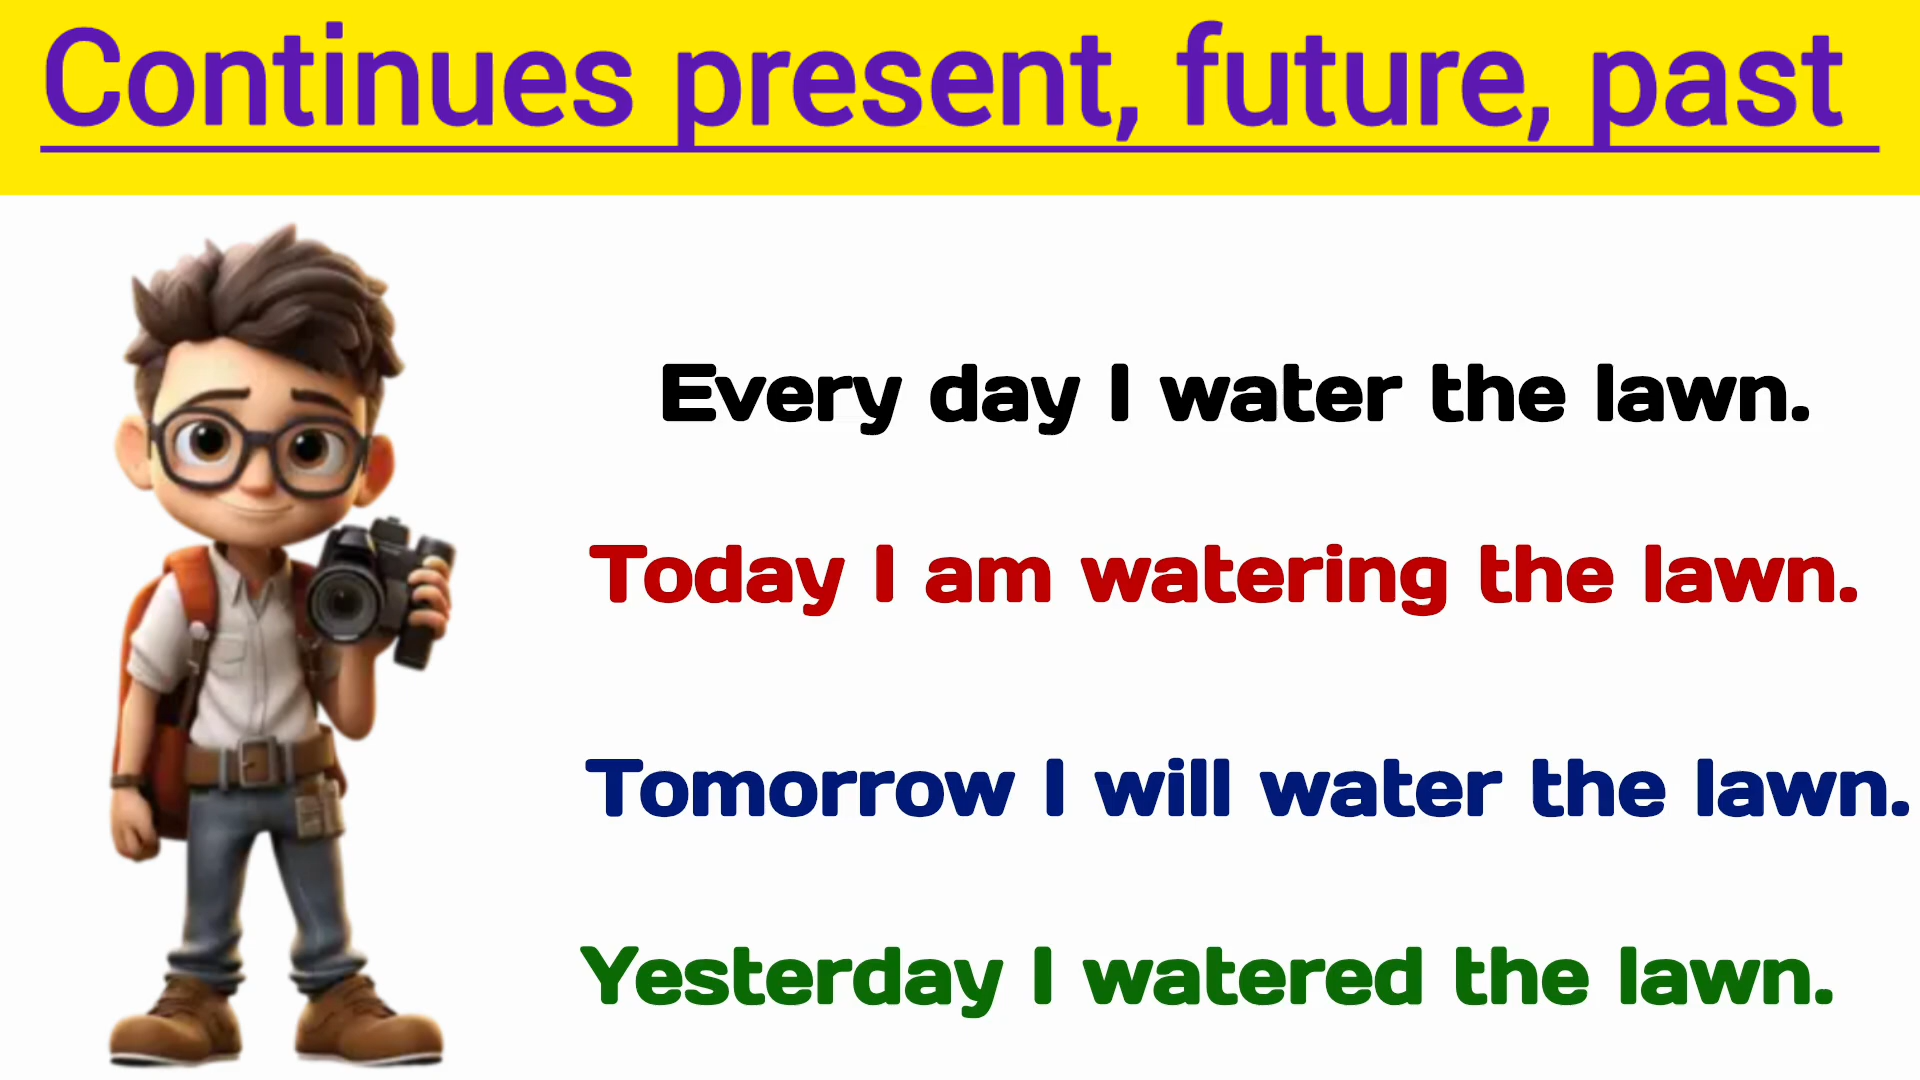 Continues present, future, past
Every day I water the lawn.
Today I am watering the lawn.
Tomorrow I will water the lawn.
Yesterday I watered the lawn.